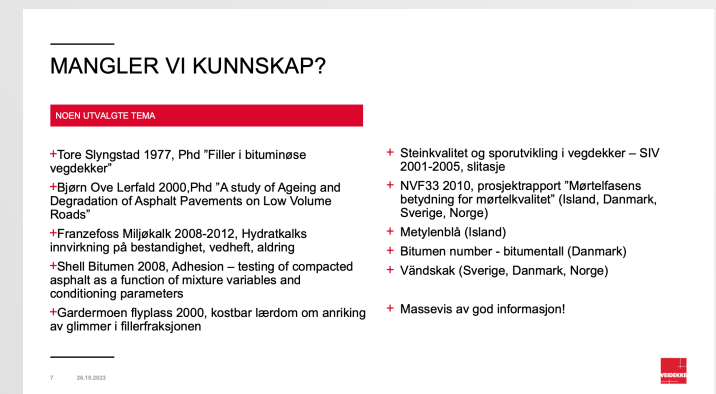 MANGLER VI KUNNSKAP?
NOEN UTVALGTE TEMA
+Tore Slyngstad 1977, Phd ”Filler i bituminøse
vegdekker”
+Bjørn Ove Lerfald 2000,Phd ”A study of Ageing and
Degradation of Asphalt Pavements on Low Volume
Roads”
+Franzefoss Miljøkalk 2008-2012, Hydratkalks
innvirkning på bestandighet, vedheft, aldring
+Shell Bitumen 2008, Adhesion – testing of compacted
asphalt as a function of mixture variables and
conditioning parameters
+Gardermoen flyplass 2000, kostbar lærdom om anriking
av glimmer i fillerfraksjonen
+ Steinkvalitet og sporutvikling i vegdekker – SIV
2001-2005, slitasje
+ NVF33 2010, prosjektrapport ”Mørtelfasens
betydning for mørtelkvalitet” (Island, Danmark,
Sverige, Norge)
+ Metylenblå (Island)
+ Bitumen number - bitumentall (Danmark)
+ Vändskak (Sverige, Danmark, Norge)
+ Massevis av god informasjon!
7 26.10.2023
VEIDEKKE